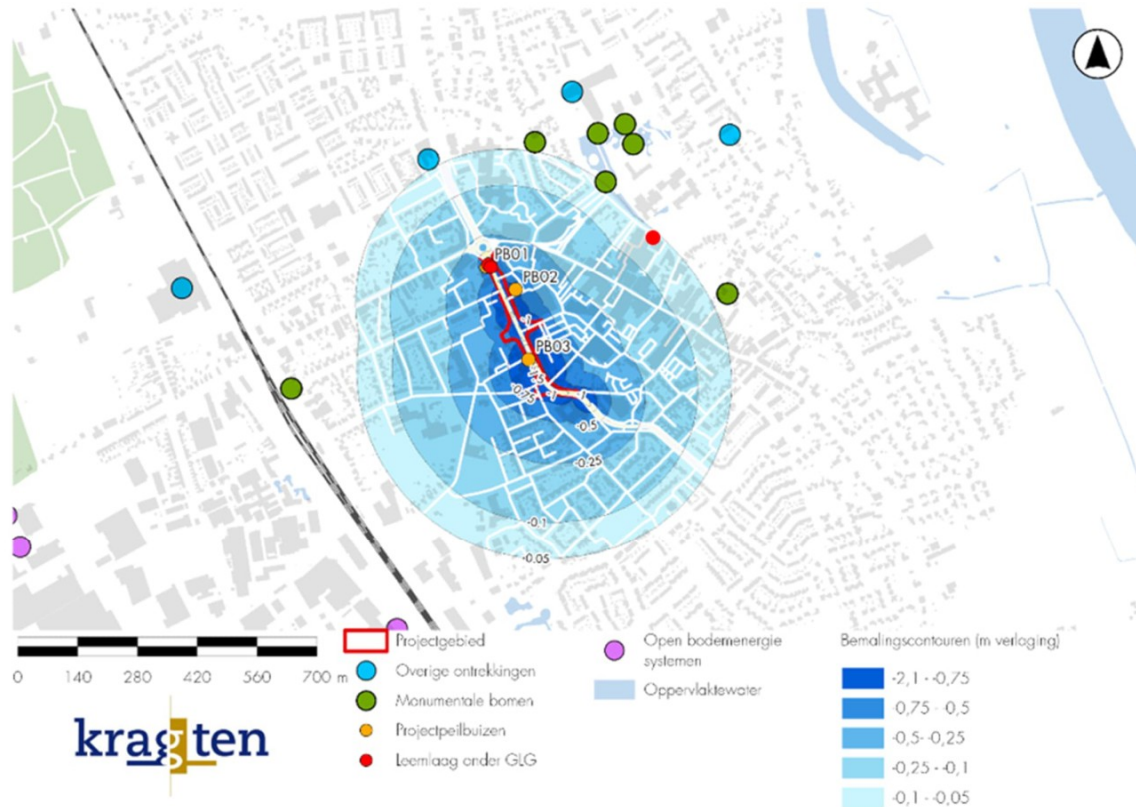 PB01
PB02
-1
PB03
-0.75
-1
-1
-0.5
-0.25
-0.1
-0.05
0 140 280 420 560 700 m
kragten
Projectgebied
Overige ontrekkingen
Monumentale bomen
Projectpeilbuizen
Leemlaag onder GLG
Open bodemenergie
systemen
Oppervlaktewater
Bemalingscontouren (m verlaging)
-2,1 - -0,75
-0,75 - -0,5
-0,5- -0,25
-0,25 - -0,1
-0,1 - -0,05